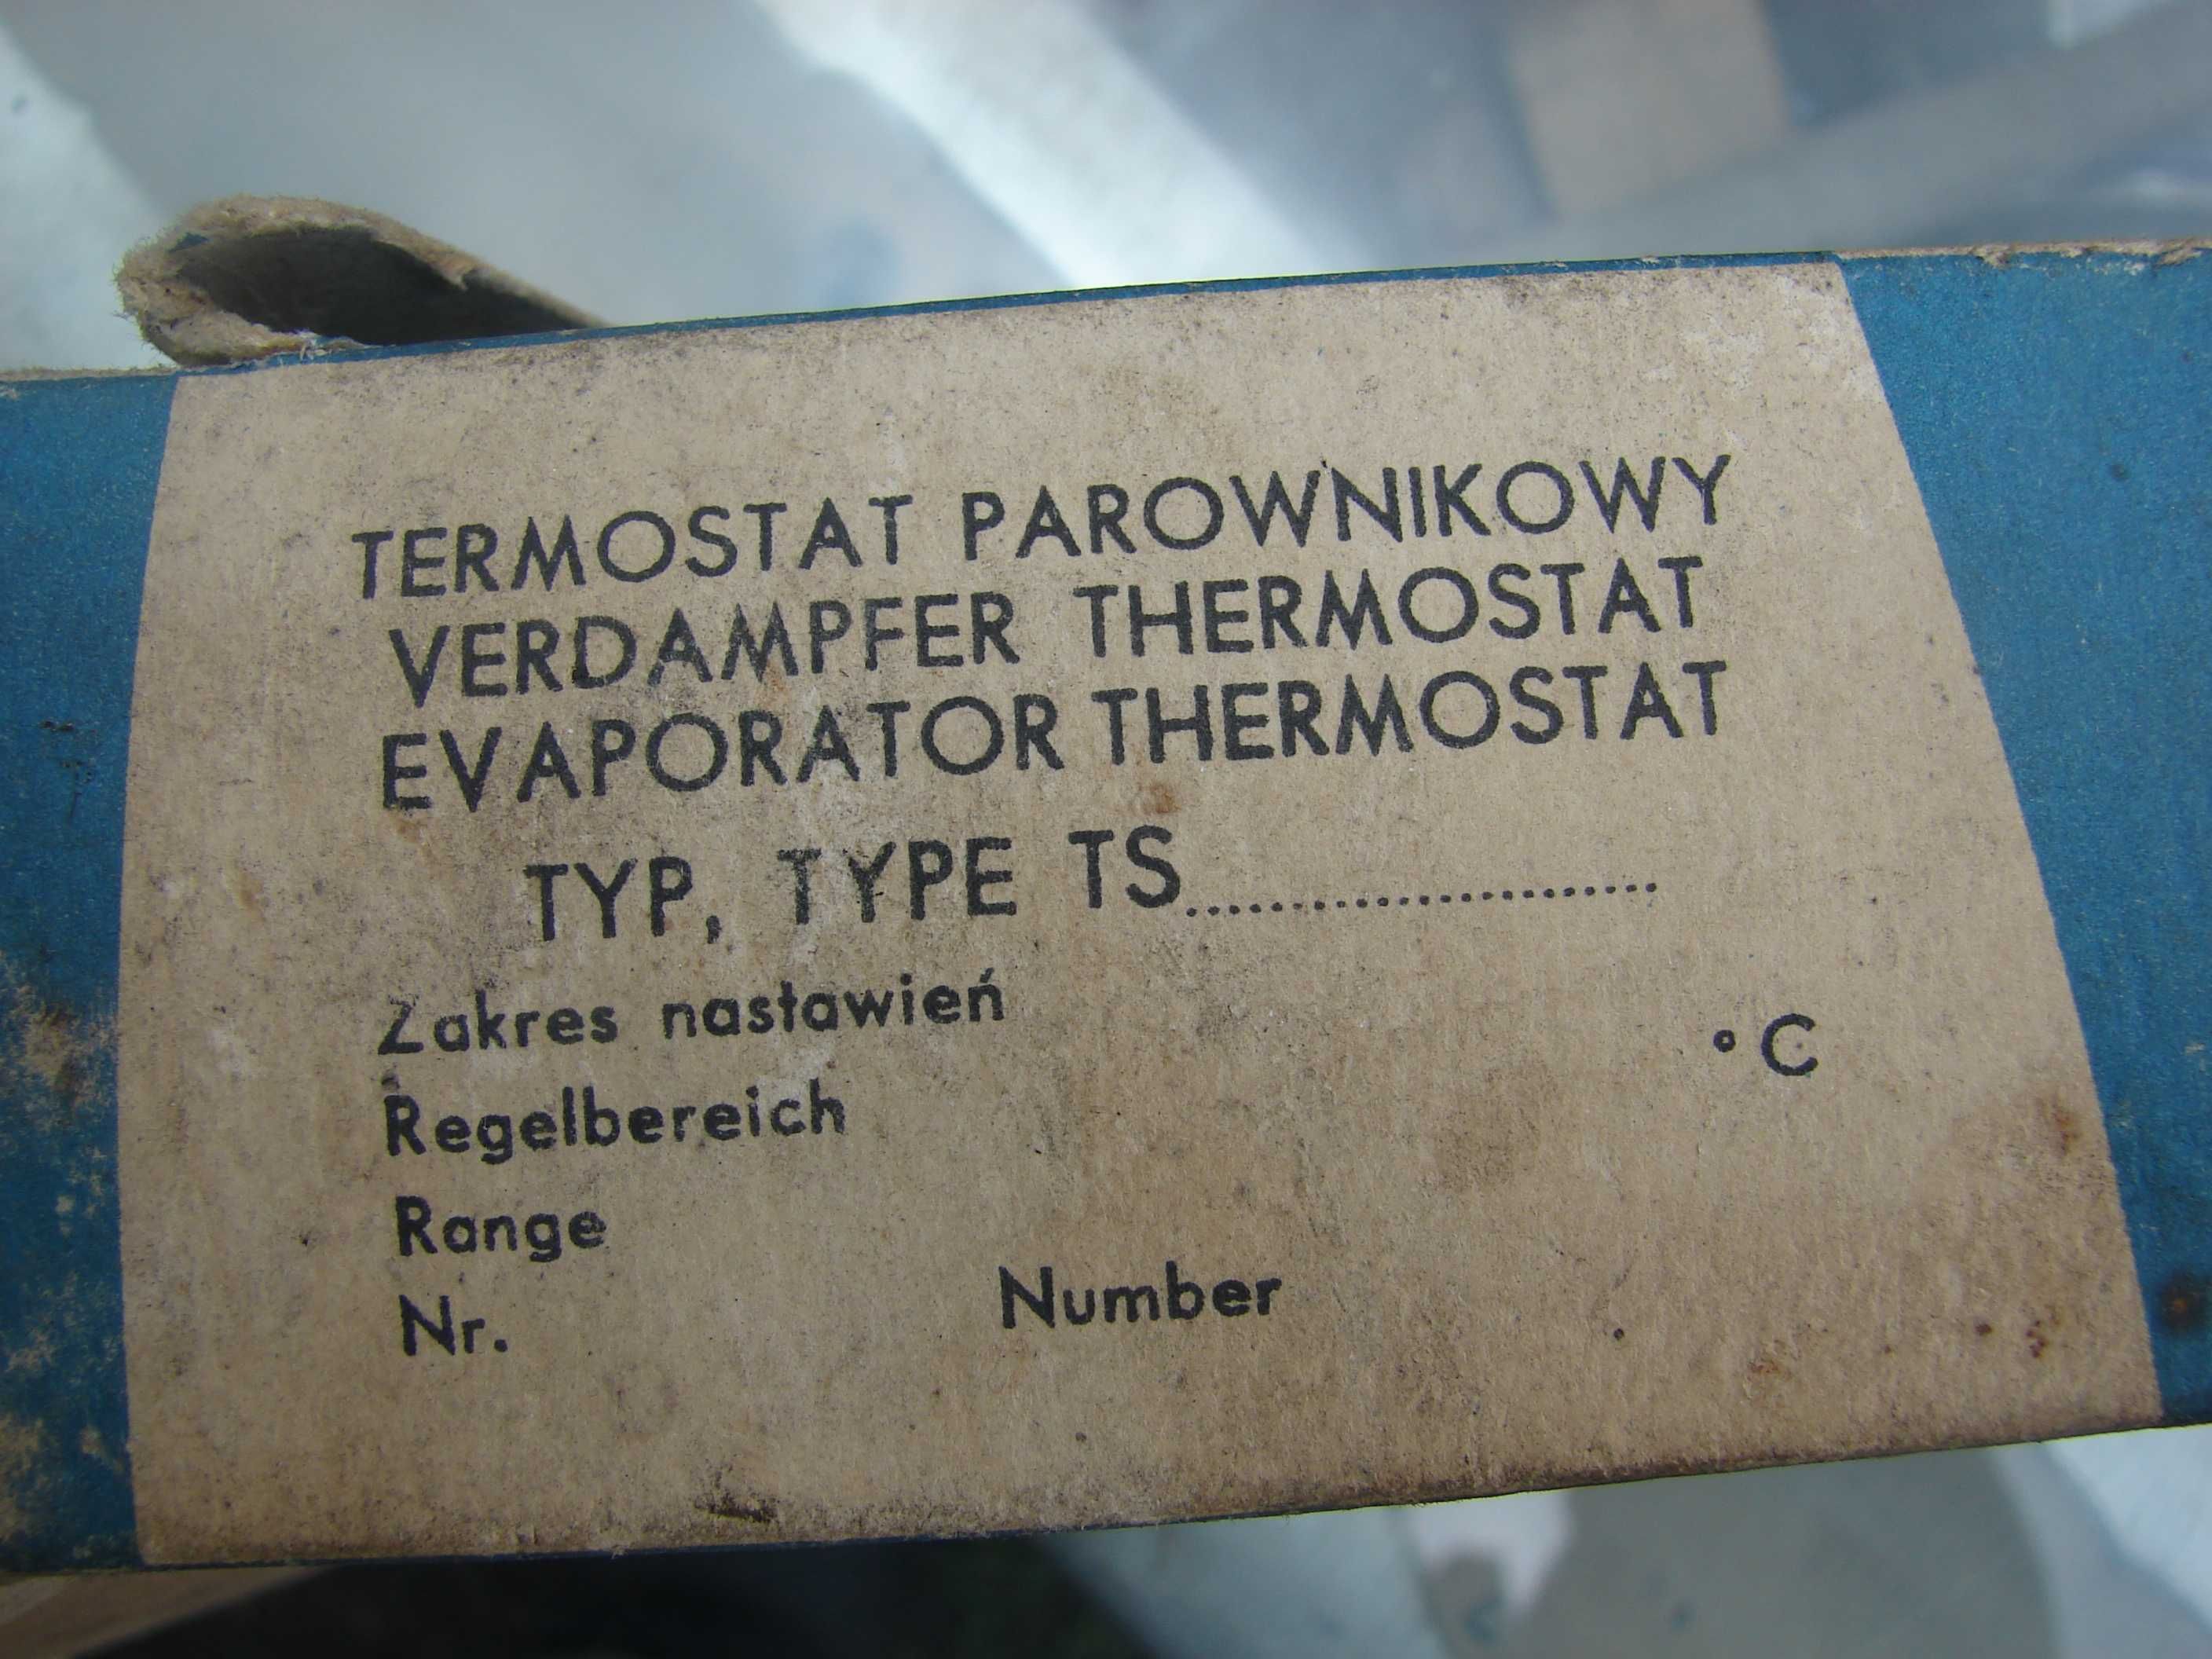 TERMOSTAT PAROWNIKOWY
VERDAMPFER THERMOSTAT
EVAPORATOR THERMOSTAT
TYP, TYPE TS......................
Zakres nastawień
°C
Regelbereich
Range
Nr. Number